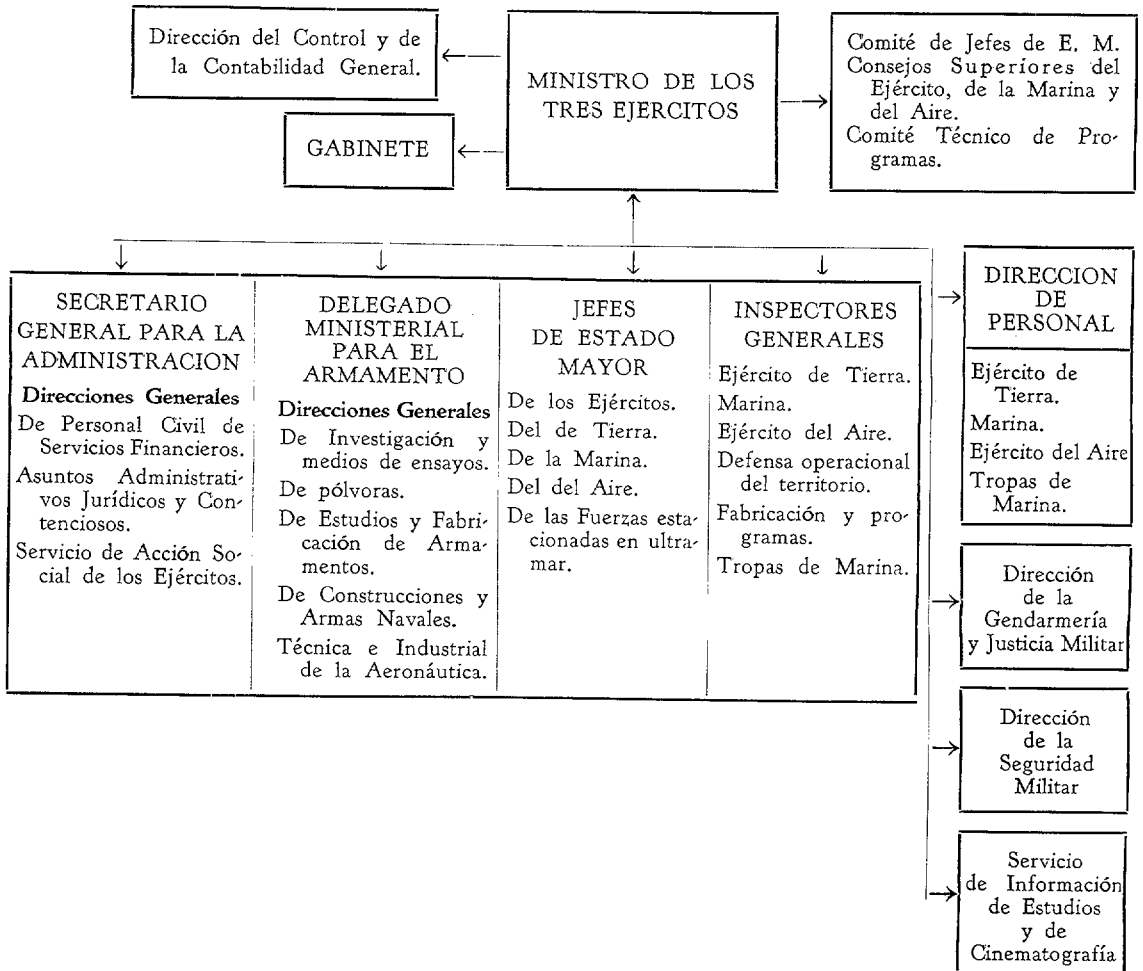 Dirección del Control y de
la Contabilidad General.
MINISTRO DE LOS
TRES EJERCITOS
GABINETE
Comité de Jefes de E. M.
Consejos Superiores del
Ejército, de la Marina y
del Aire.
Comité Técnico de Pro-
gramas.
SECRETARIO
GENERAL PARA LA
ADMINISTRACION
Direcciones Generales
De Personal Civil de
Servicios Financieros.
Asuntos Administrati-
vos Jurídicos y Con-
tenciosos.
Servicio de Acción So-
cial de los Ejércitos.
DELEGADO
MINISTERIAL
PARA EL
ARMAMENTO
Direcciones Generales
De Investigación y
medios de ensayos.
De pólvoras.
De Estudios y Fabri-
cación de Arma-
mentos.
De Construcciones y
Armas Navales.
Técnica e Industrial
de la Aeronáutica.
JEFES
DE ESTADO
MAYOR
De los Ejércitos.
Del de Tierra.
De la Marina.
Del del Aire.
De las Fuerzas esta-
cionadas en ultra-
mar.
INSPECTORES
GENERALES
Ejército de Tierra.
Marina.
Ejército del Aire.
Defensa operacional
del territorio.
Fabricación y pro-
gramas.
Tropas de Marina.
DIRECCION
DE
PERSONAL
Ejército de
Tierra.
Marina.
Ejército del Aire
Tropas de
Marina.
Dirección
de la
Gendarmería
y Justicia Militar
Dirección
de la
Seguridad
Militar
Servicio
de Información
de Estudios
y de
Cinematografía